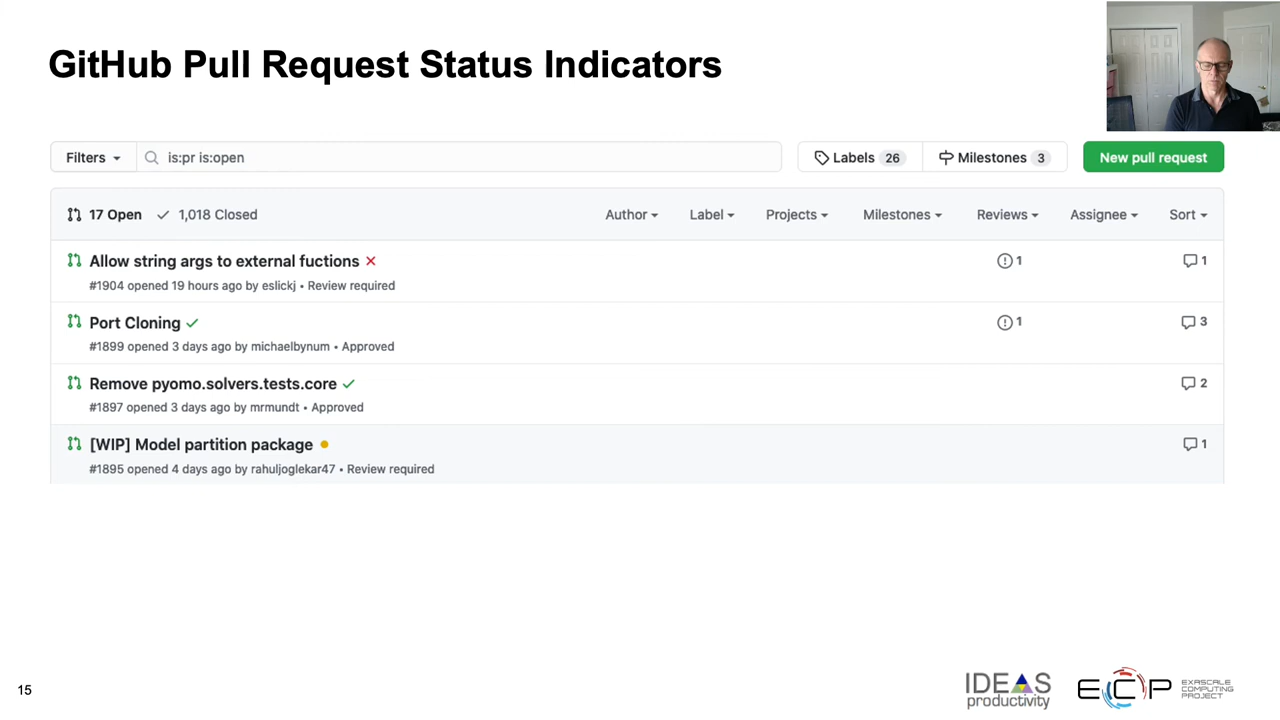 GitHub Pull Request Status Indicators
Filters
is:pr is:open
Labels 26
Milestones 3
New pull request
17 Open
1,018 Closed
Author
Label
Projects
Milestones
Reviews
Assignee
Sort
Allow string args to external fuctions
1
1
#1904 opened 19 hours ago by eslickj • Review required
Port Cloning
1
3
#1899 opened 3 days ago by michaelbynum • Approved
Remove pyomo.solvers.tests.core
2
#1897 opened 3 days ago by mrmundt • Approved
[WIP] Model partition package
1
#1895 opened 4 days ago by rahuljoglekar47 • Review required
15
IDEAS
productivity
ECP
EXASCALE
COMPUTING
PROJECT